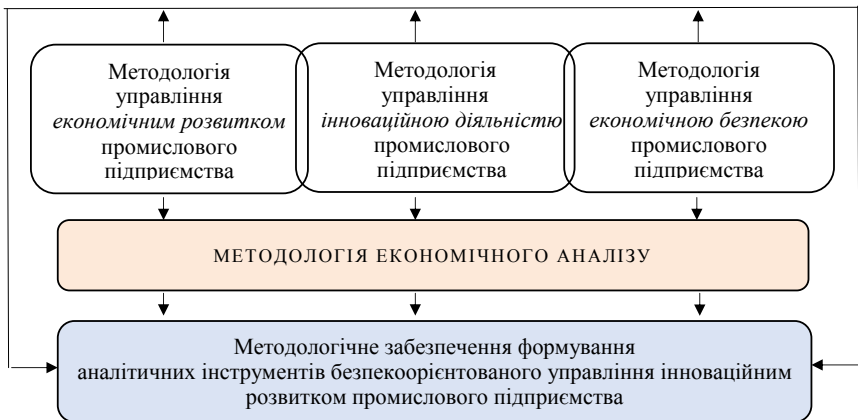 Методологія
управління
економічним розвитком
промислового
підприємства
Методологія
управління
інноваційною діяльністю
промислового
підприємства
Методологія
управління
економічною безпекою
промислового
підприємства
МЕТОДОЛОГІЯ ЕКОНОМІЧНОГО АНАЛІЗУ
Методологічне забезпечення формування
аналітичних інструментів безпекоорієнтованого управління інноваційним
розвитком промислового підприємства